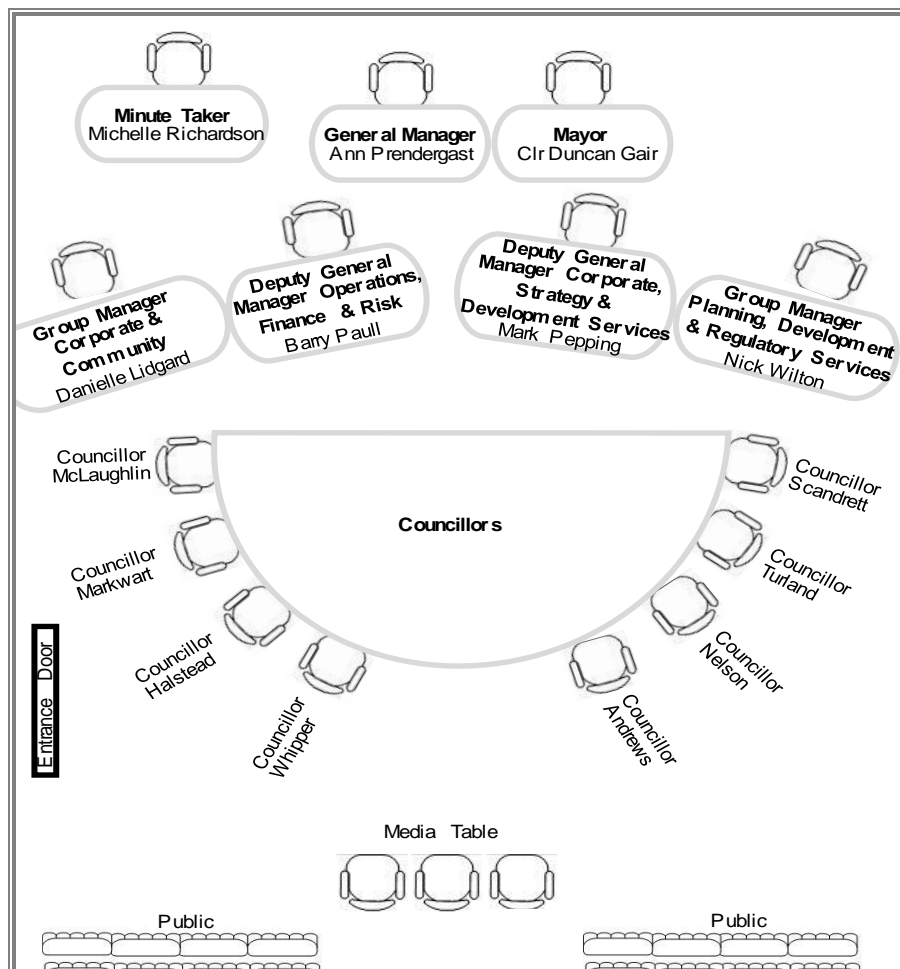 Minute Taker
Michelle Richardson
General Manager
Ann Prendergast
Mayor
Clr Duncan Gair
Group Manager
Corporate &
Community
Danielle Lidgard
Deputy General
Manager Operations,
Finance & Risk
Barry Paull
Deputy General
Manager Corporate,
Strategy &
Development Services
Mark Pepping
Group Manager
Planning, Development
& Regulatory Services
Nick Wilton
Councillor
McLaughlin
Councillor
Markwart
Councillor
Halstead
Councillor
Whipper
Councillors
Councillor
Scandrett
Councillor
Turland
Councillor
Nelson
Councillor
Andrews
Entrance Door
Media Table
Public
Public